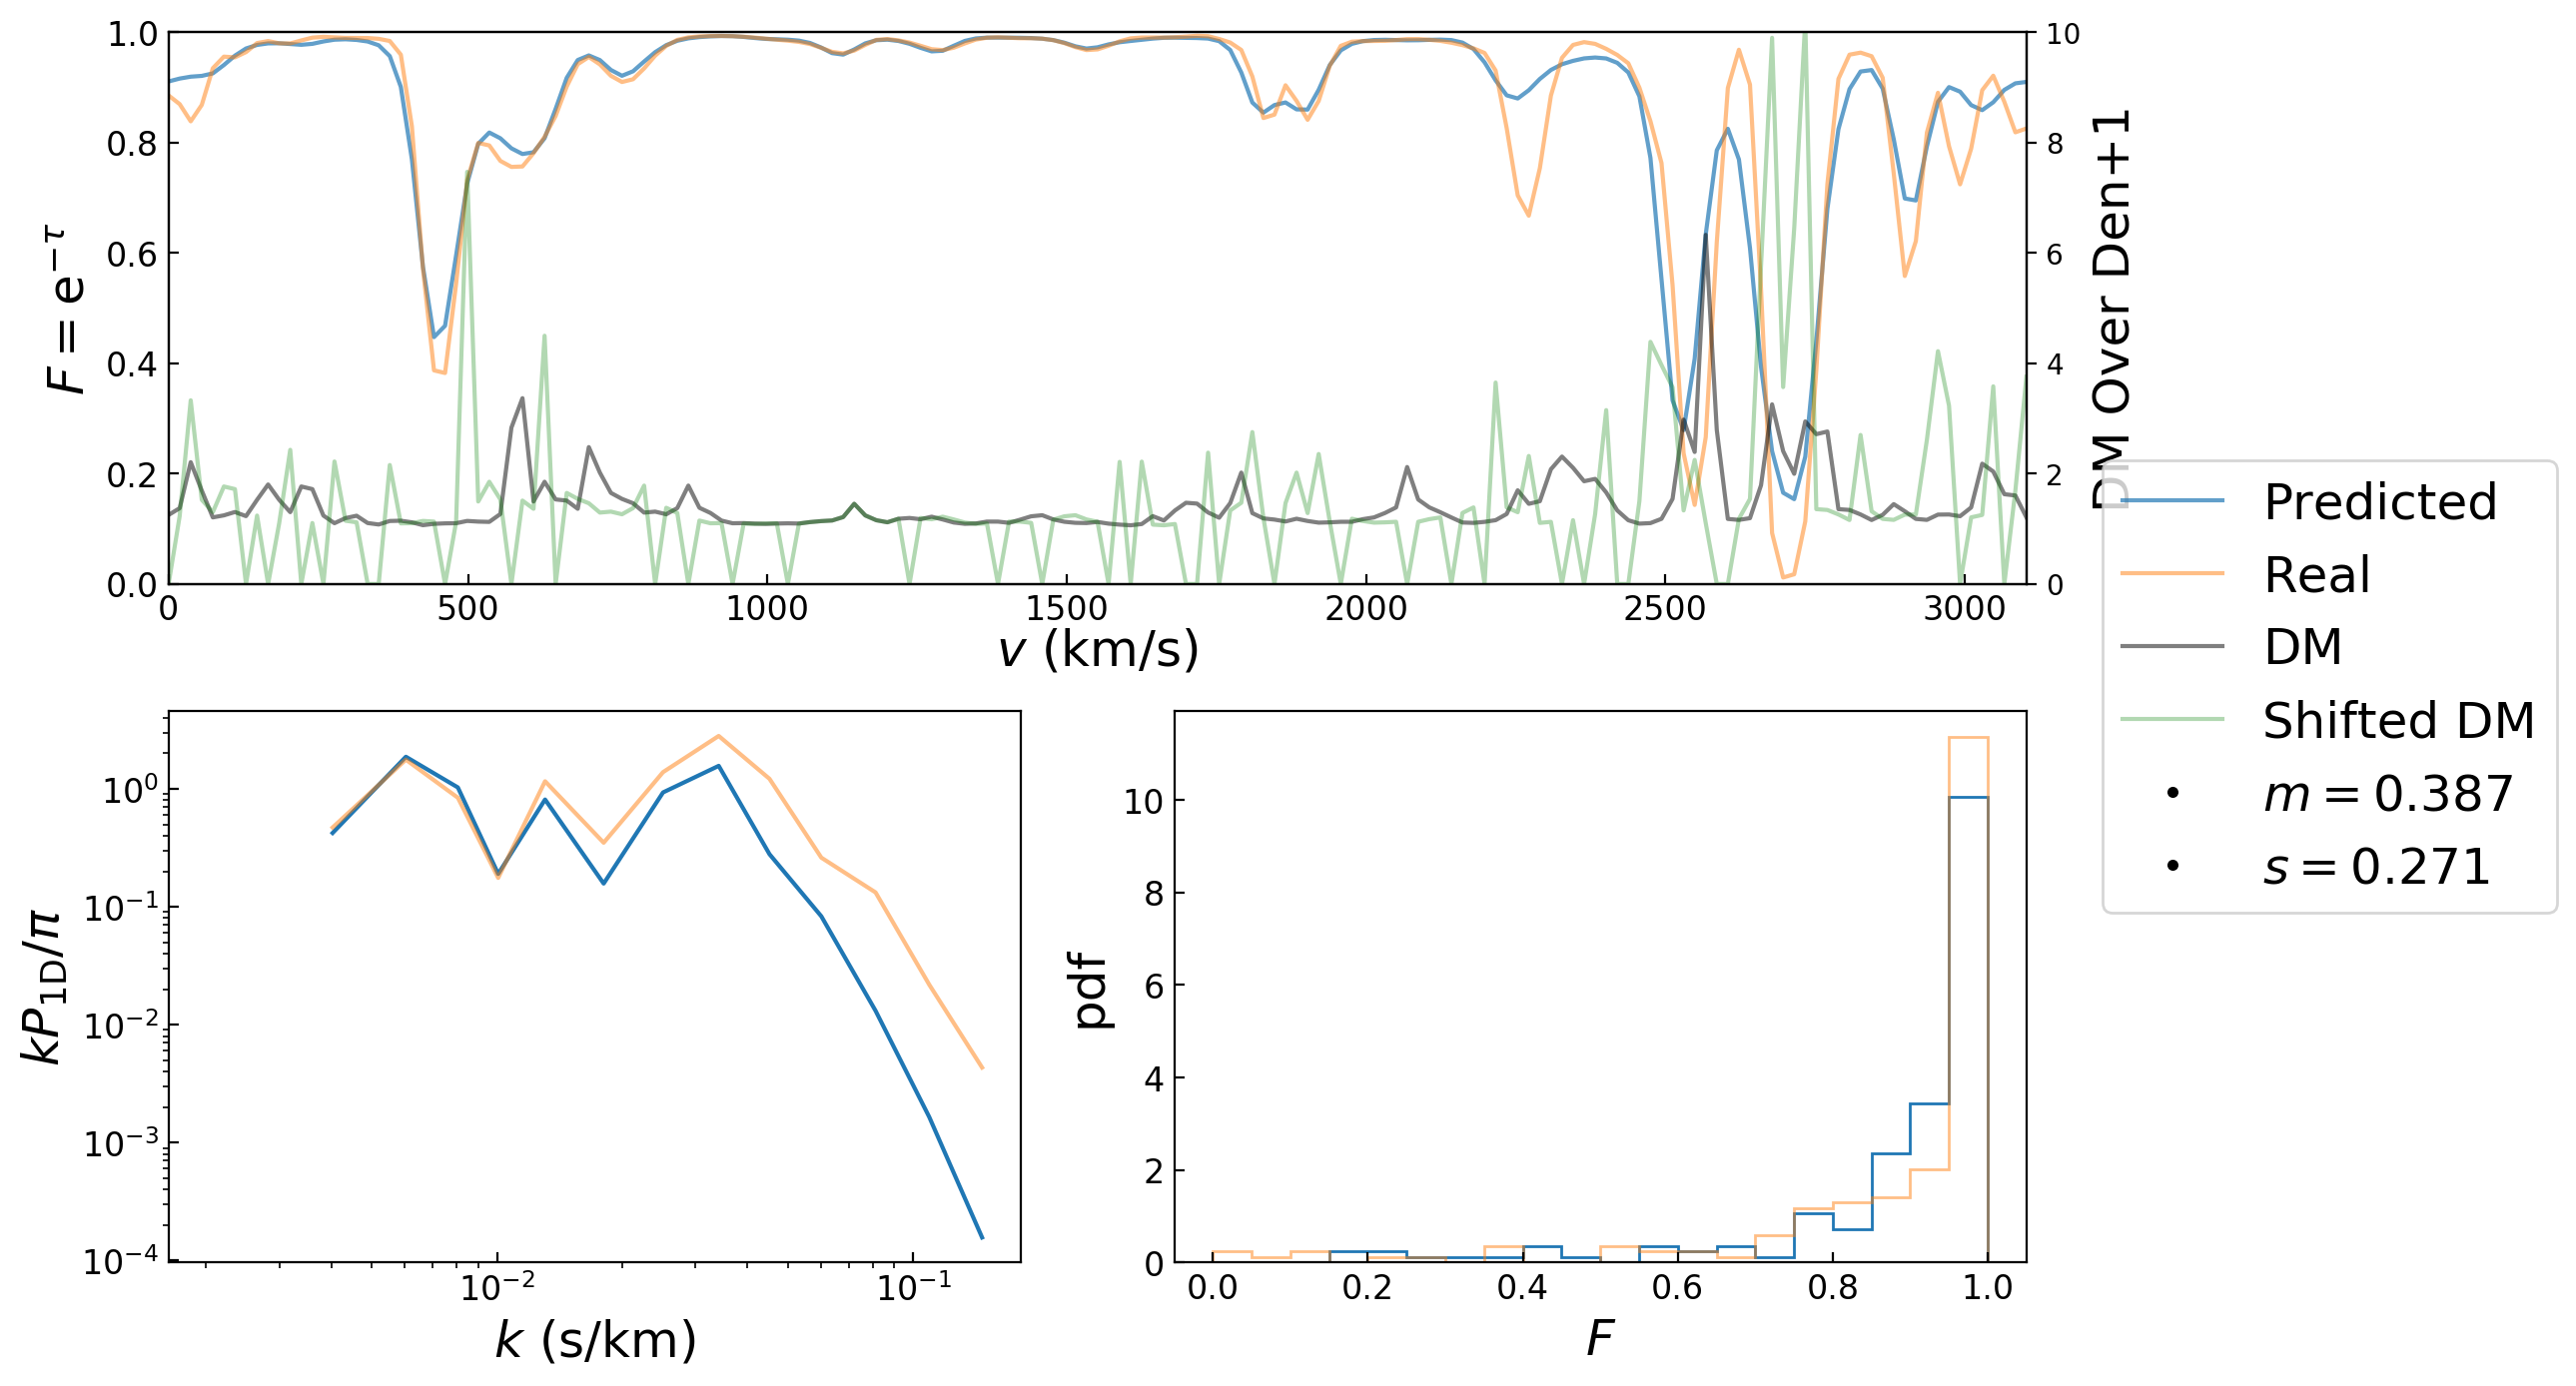 1.0
0.8
0.6
0.4
0.2
0.0
F = e^{-τ}
10
8
6
4
2
0
DM Over Den+1
0 500 1000 1500 2000 2500 3000
v (km/s)
Predicted
Real
DM
Shifted DM
m = 0.387
s = 0.271
10^0
10^{-1}
10^{-2}
10^{-3}
10^{-4}
kP_{1D}/π
10^{-2} 10^{-1}
k (s/km)
10
8
6
4
2
0
pdf
0.0 0.2 0.4 0.6 0.8 1.0
F